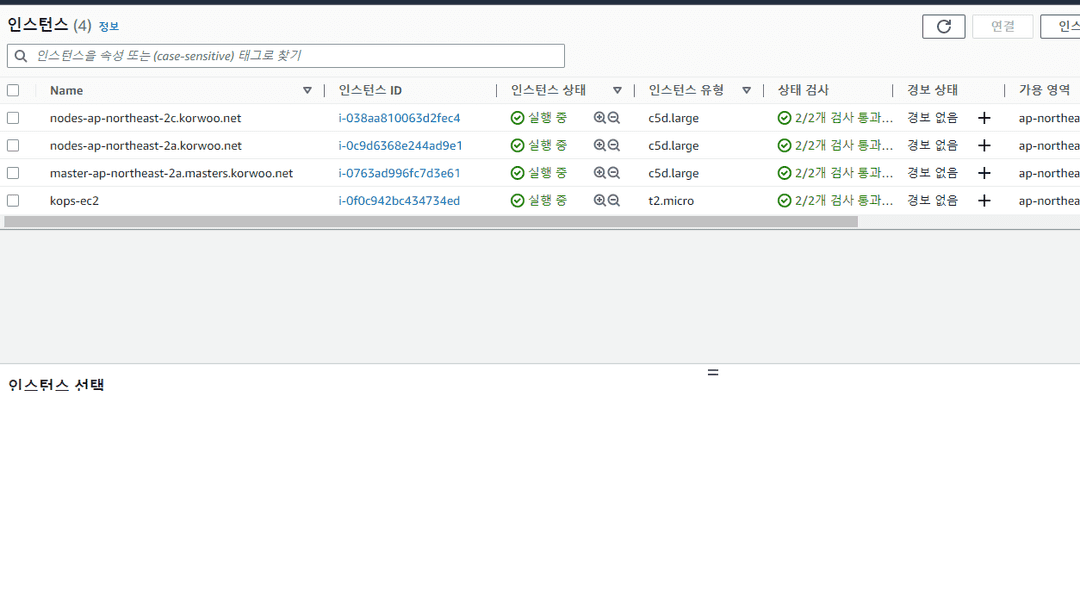 인스턴스 (4) 정보
연결
인스
인스턴스을 속성 또는 (case-sensitive) 태그로 찾기
Name 인스턴스 ID 인스턴스 상태 인스턴스 유형 상태 검사 경보 상태 가용 영역
nodes-ap-northeast-2c.korwoo.net i-038aa810063d2fec4 실행 중 c5d.large 2/2개 검사 통과… 경보 없음 ap-northea
nodes-ap-northeast-2a.korwoo.net i-0c9d6368e244ad9e1 실행 중 c5d.large 2/2개 검사 통과… 경보 없음 ap-northea
master-ap-northeast-2a.masters.korwoo.net i-0763ad996fc7d3e61 실행 중 c5d.large 2/2개 검사 통과… 경보 없음 ap-northea
kops-ec2 i-0f0c942bc434734ed 실행 중 t2.micro 2/2개 검사 통과… 경보 없음 ap-northea
인스턴스 선택